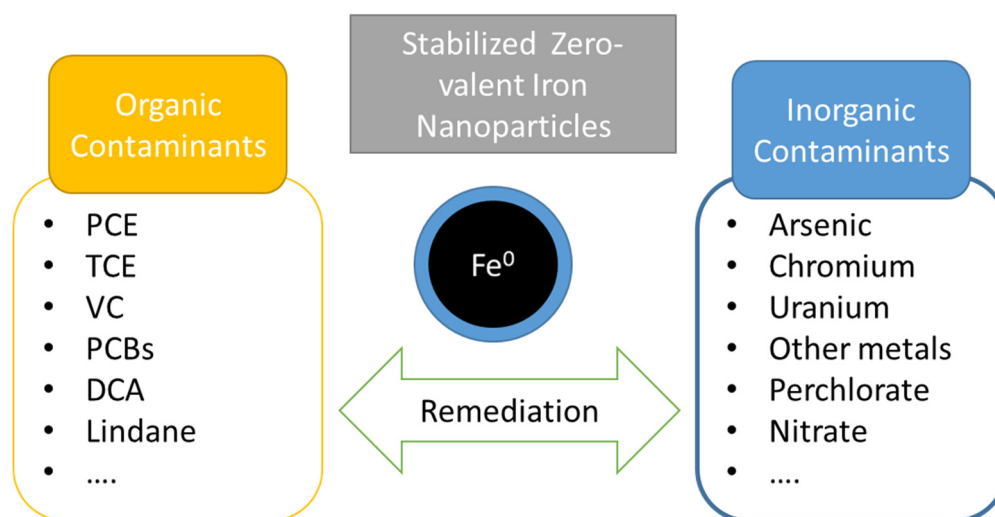 Stabilized Zero-
valent Iron
Nanoparticles
Organic
Contaminants
• PCE
• TCE
• VC
• PCBs
• DCA
• Lindane
• ....
Fe⁰
Remediation
Inorganic
Contaminants
• Arsenic
• Chromium
• Uranium
• Other metals
• Perchlorate
• Nitrate
• ....